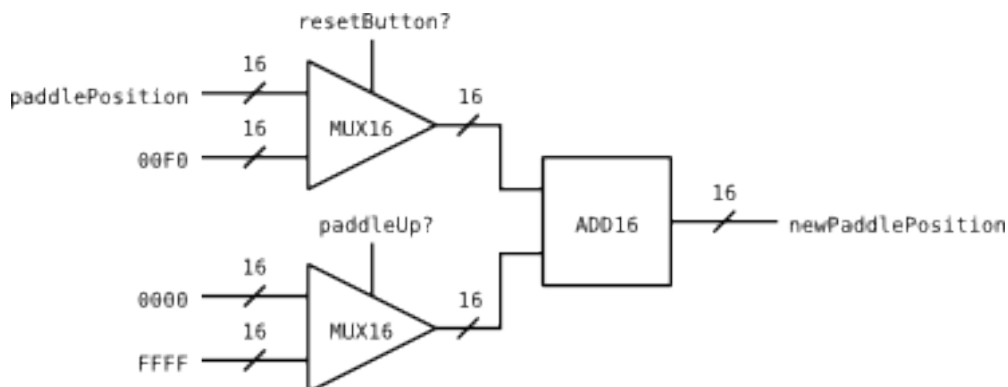 resetButton?
16
paddlePosition
16
16
MUX16
00F0
paddleUp?
16
0000
16
16
MUX16
FFFF
ADD16
16
newPaddlePosition